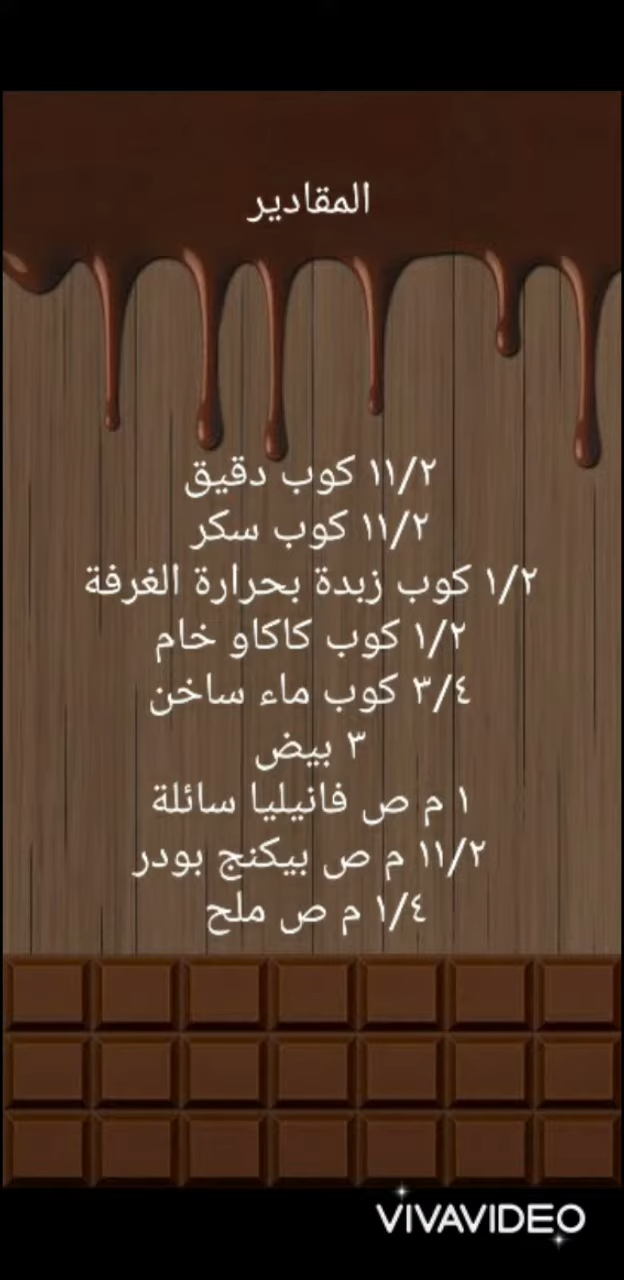 المقادير
١١/٢ كوب دقيق
١١/٢ كوب سكر
١/٢ كوب زبدة بحرارة الغرفة
١/٢ كوب كاكاو خام
٣/٤ كوب ماء ساخن
٣ بيض
١ م ص فانيليا سائلة
١١/٢ م ص بيكنج بودر
١/٤ م ص ملح
VIVAVIDEO